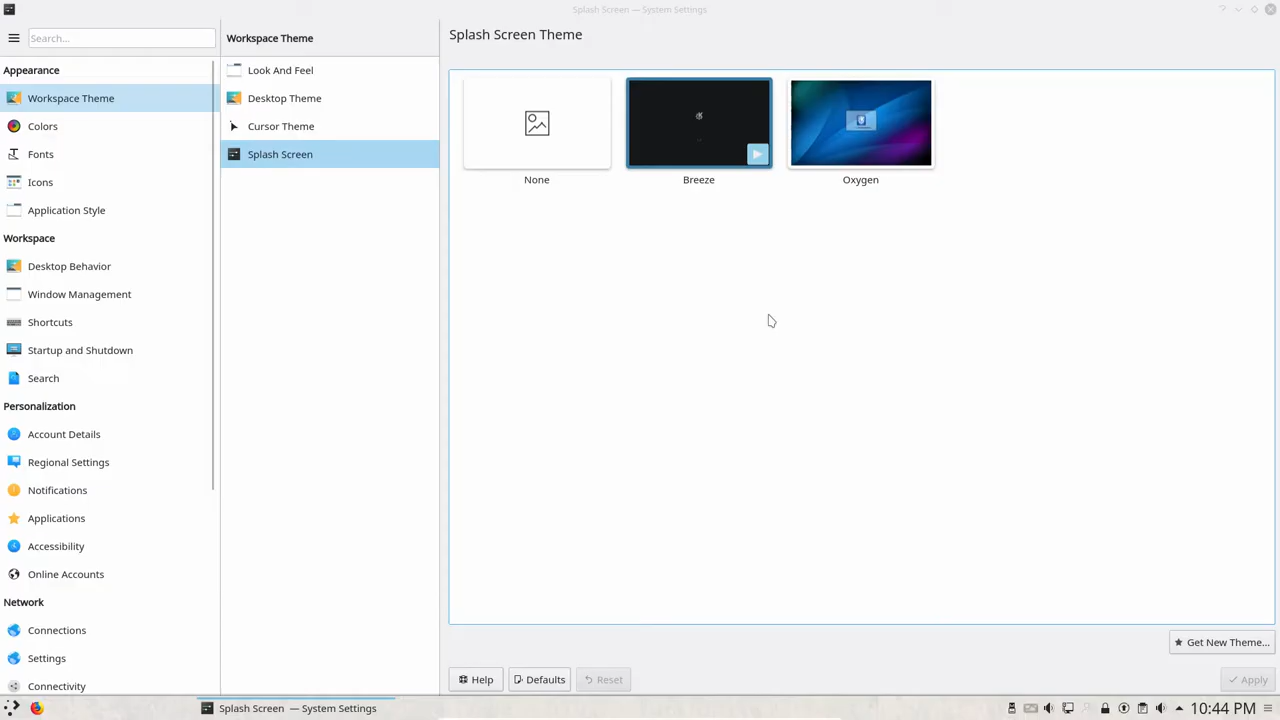 Splash Screen — System Settings
Search...
Workspace Theme
Splash Screen Theme
Appearance
Workspace Theme
Colors
Fonts
Icons
Application Style
Workspace
Desktop Behavior
Window Management
Shortcuts
Startup and Shutdown
Search
Personalization
Account Details
Regional Settings
Notifications
Applications
Accessibility
Online Accounts
Network
Connections
Settings
Connectivity
Look And Feel
Desktop Theme
Cursor Theme
Splash Screen
None
Breeze
Oxygen
Get New Theme...
Help
Defaults
Reset
Apply
Splash Screen — System Settings
10:44 PM